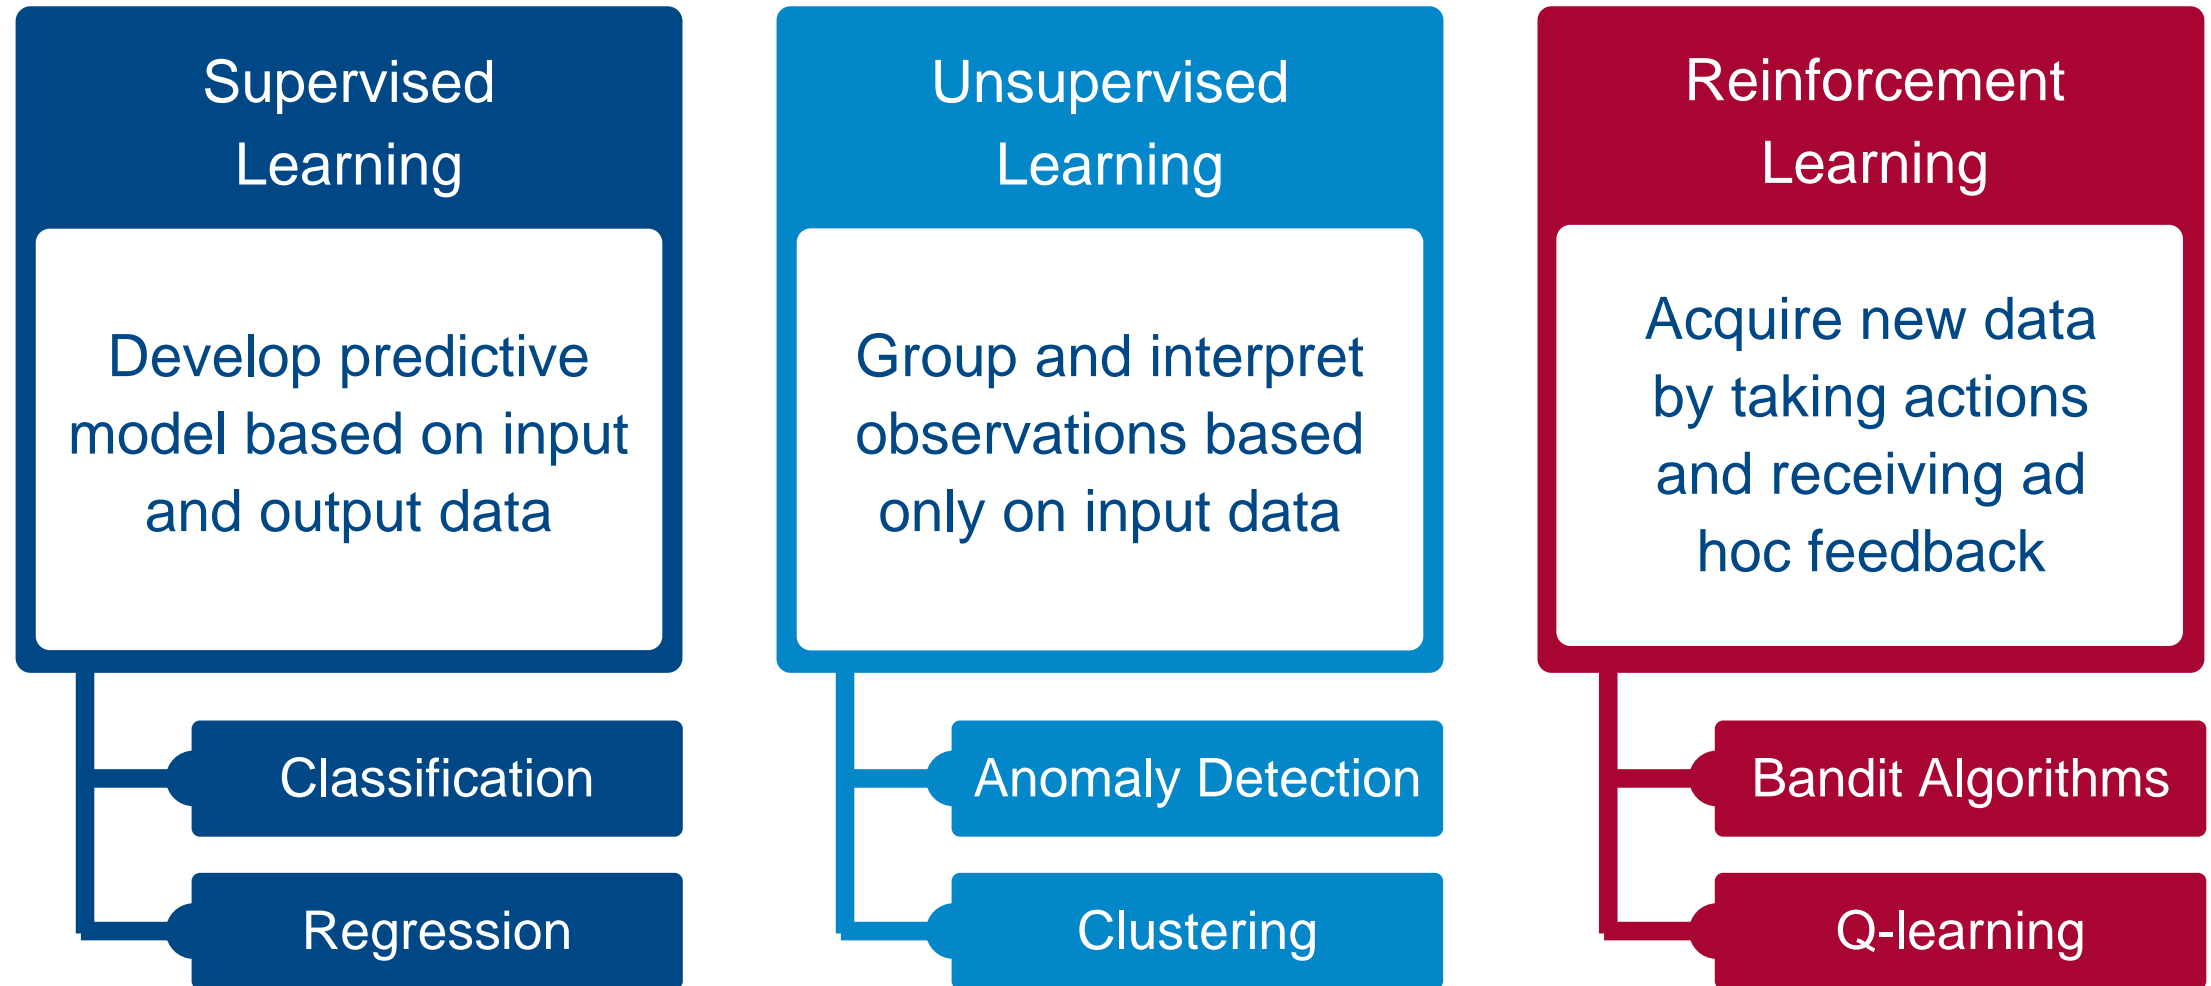 Supervised
Learning
Develop predictive
model based on input
and output data
Classification
Regression
Unsupervised
Learning
Group and interpret
observations based
only on input data
Anomaly Detection
Clustering
Reinforcement
Learning
Acquire new data
by taking actions
and receiving ad
hoc feedback
Bandit Algorithms
Q-learning